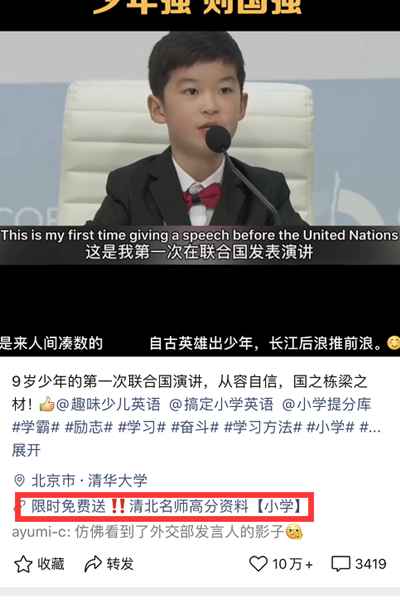 少年强 则国强
This is my first time giving a speech before the United Nations
这是我第一次在联合国发表演讲
是来人间凑数的 自古英雄出少年，长江后浪推前浪。
9岁少年的第一次联合国演讲，从容自信，国之栋梁之
材！👍@趣味少儿英语 @搞定小学英语 @小学提分库
#学霸# #励志# #学习# #奋斗# #学习方法# #小学# #...
展开
北京市·清华大学
限时免费送‼️清北名师高分资料【小学】
ayumi-c: 仿佛看到了外交部发言人的影子
收藏 转发 10万+ 3419